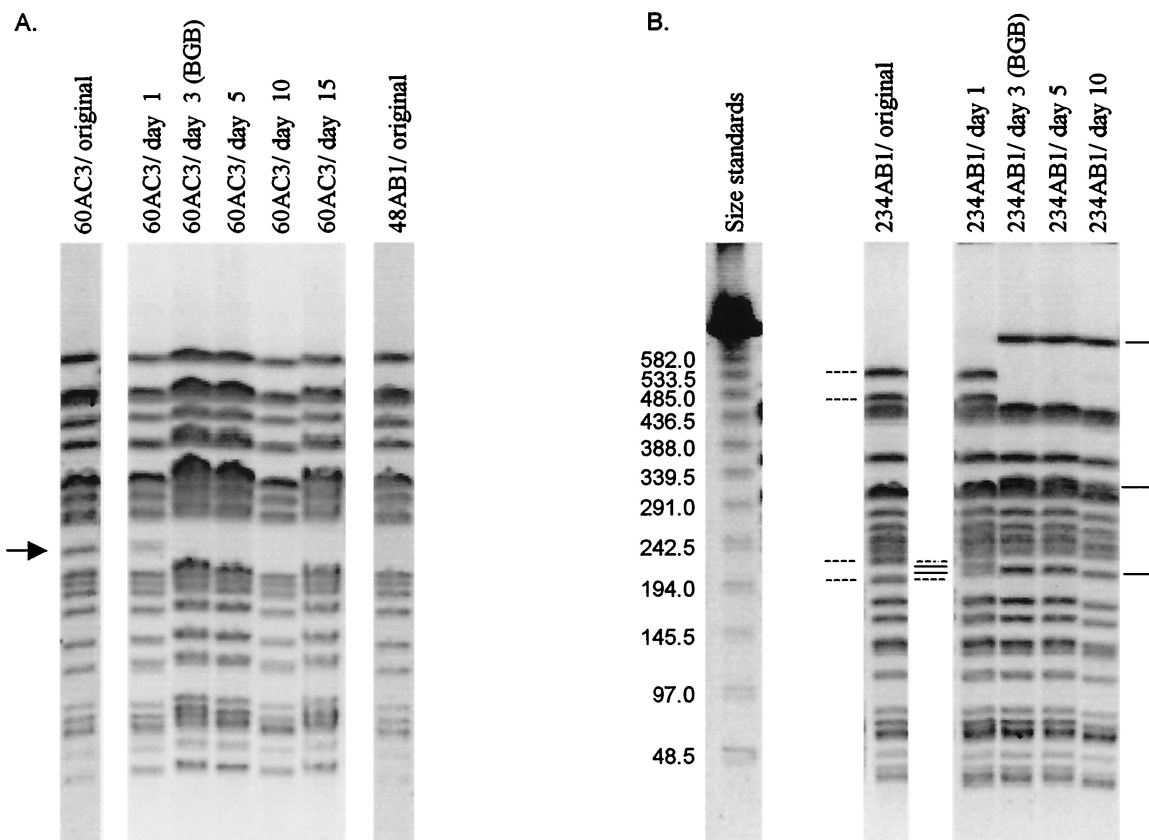 A.
60AC3/ original
60AC3/ day 1
60AC3/ day 3 (BGB)
60AC3/ day 5
60AC3/ day 10
60AC3/ day 15
48AB1/ original
B.
Size standards
234AB1/ original
234AB1/ day 1
234AB1/ day 3 (BGB)
234AB1/ day 5
234AB1/ day 10
582.0
533.5
485.0
436.5
388.0
339.5
291.0
242.5
194.0
145.5
97.0
48.5